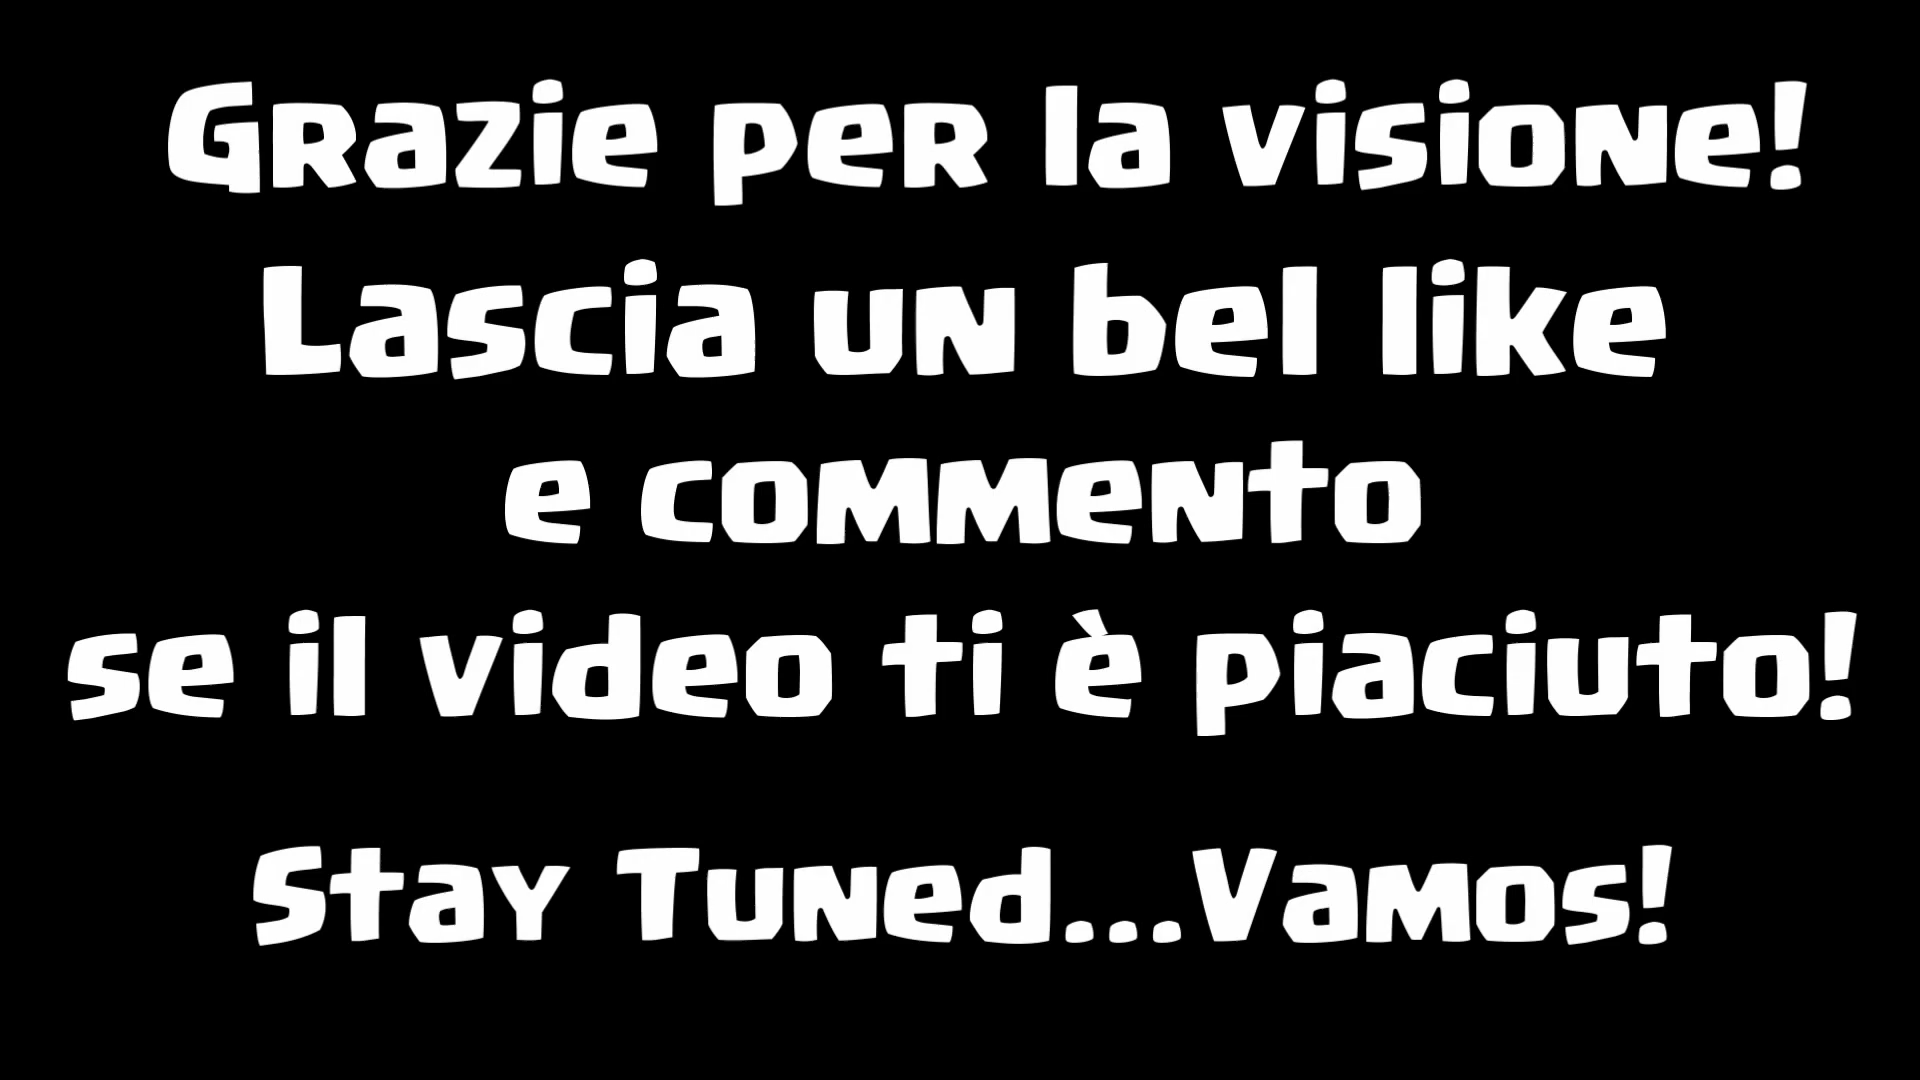 Grazie per la visione!
Lascia un bel like
e commento
se il video ti è piaciuto!
Stay Tuned...Vamos!